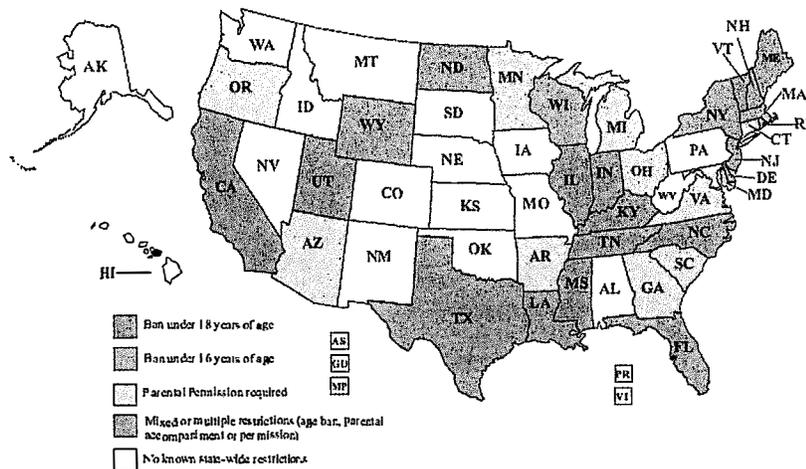 NH
VT
ME
WA
MT
ND
MN
AK
OR
MA
ID
SD
WI
NY
R
WY
MI
CT
IA
PA
NJ
NE
NV
OH
DE
IL
IN
UT
WV
MD
CA
CO
VA
KS
MO
KY
NC
TN
AZ
OK
NM
AR
SC
HI
MS
AL
GA
LA
TX
Ban under 18 years of age
AS
FL
Ban under 16 years of age
GD
PR
Parental Permission required
MP
VI
Mixed or multiple restrictions (age ban, parental
accompartment or permission)
No known state-wide restrictions